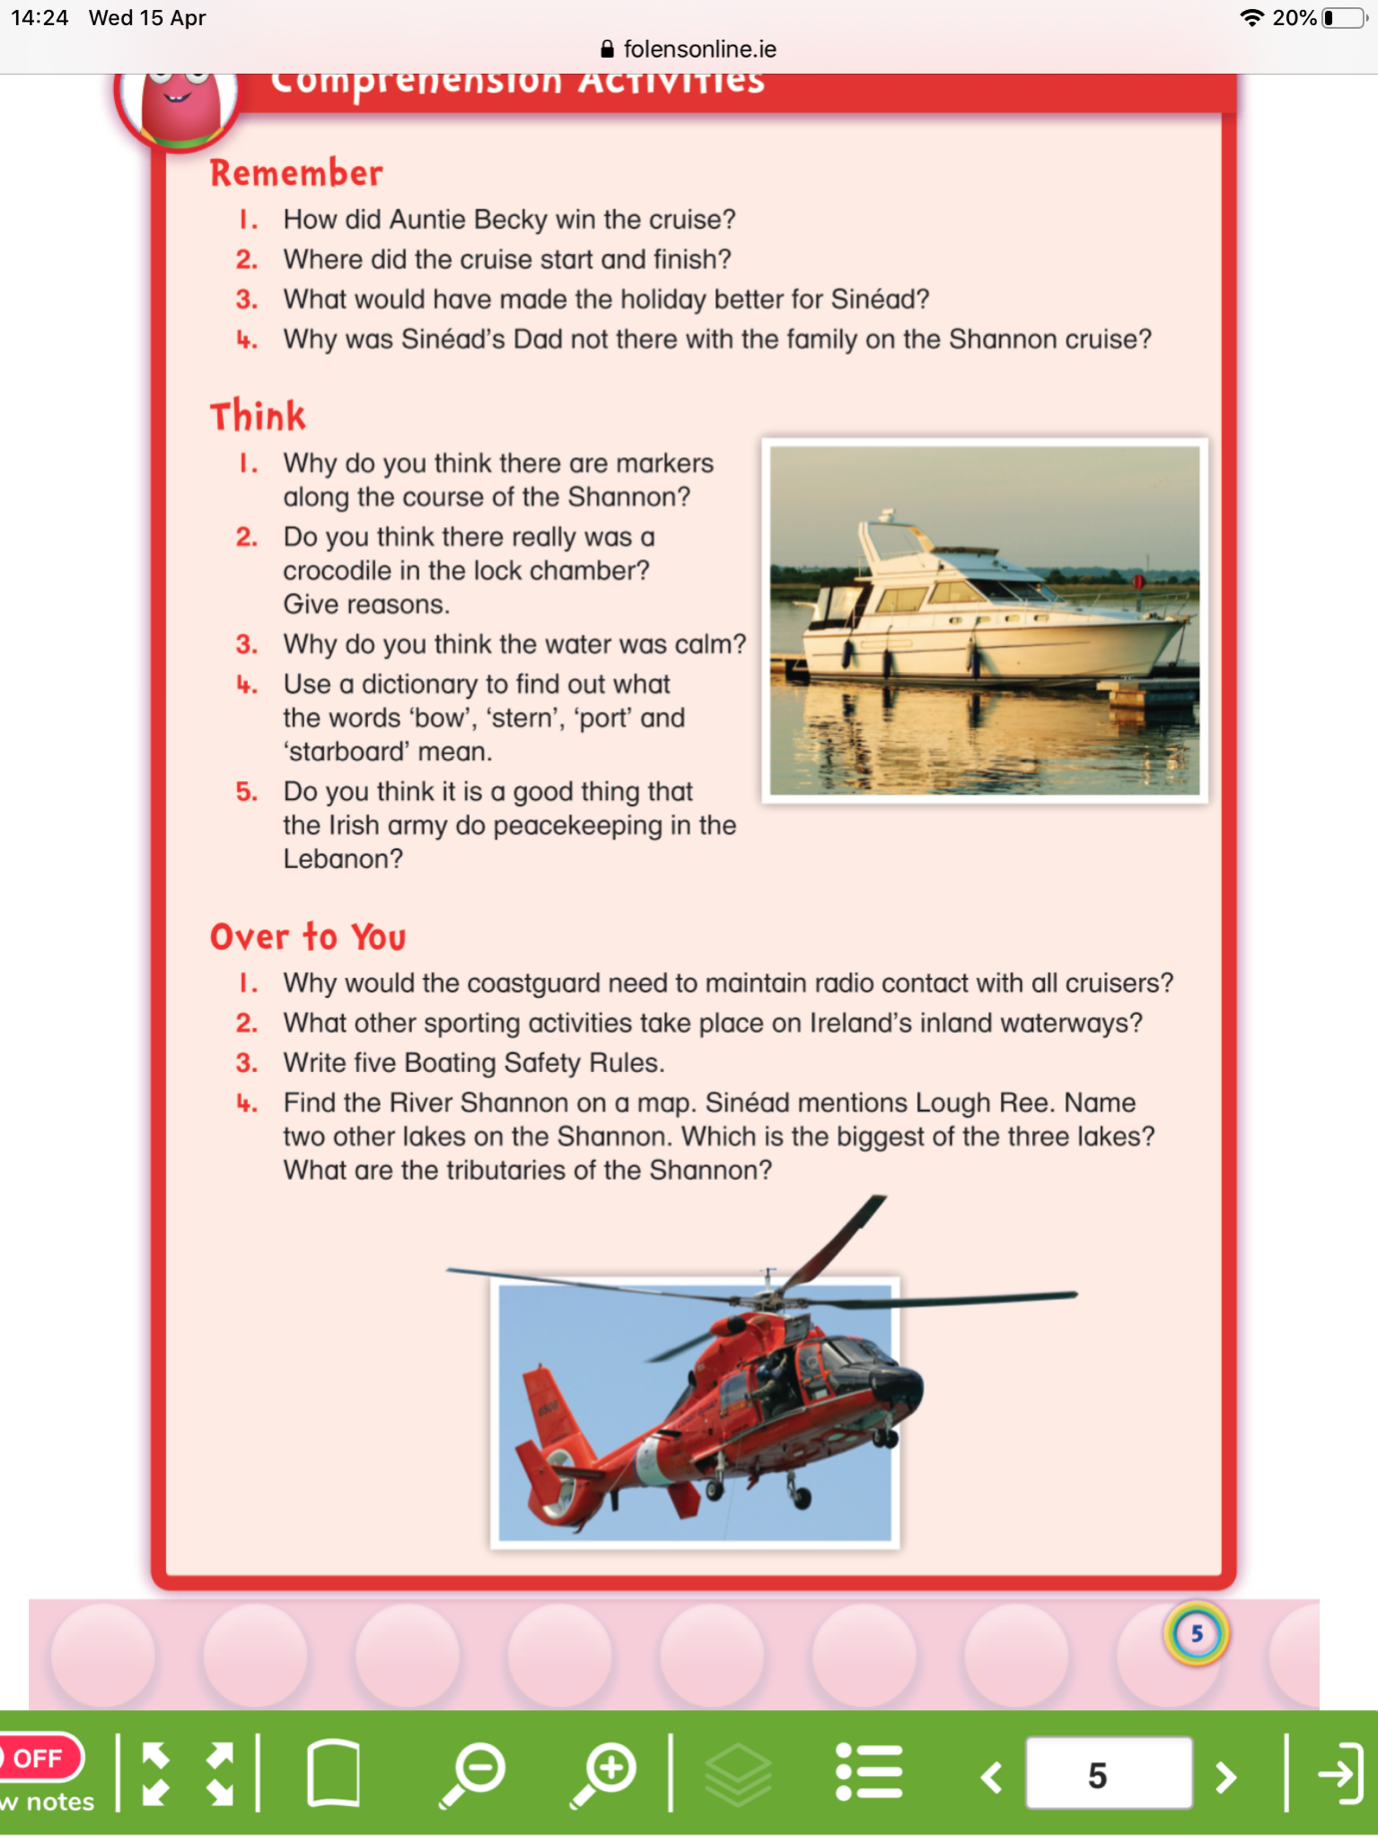 14:24 Wed 15 Apr
20%
folensonline.ie
Comprehension Activities
Remember
1. How did Auntie Becky win the cruise?
2. Where did the cruise start and finish?
3. What would have made the holiday better for Sinéad?
4. Why was Sinéad's Dad not there with the family on the Shannon cruise?
Think
1. Why do you think there are markers
along the course of the Shannon?
2. Do you think there really was a
crocodile in the lock chamber?
Give reasons.
3. Why do you think the water was calm?
4. Use a dictionary to find out what
the words 'bow', 'stern', 'port' and
'starboard' mean.
5. Do you think it is a good thing that
the Irish army do peacekeeping in the
Lebanon?
Over to You
1. Why would the coastguard need to maintain radio contact with all cruisers?
2. What other sporting activities take place on Ireland's inland waterways?
3. Write five Boating Safety Rules.
4. Find the River Shannon on a map. Sinéad mentions Lough Ree. Name
two other lakes on the Shannon. Which is the biggest of the three lakes?
What are the tributaries of the Shannon?
5
OFF
w notes
5